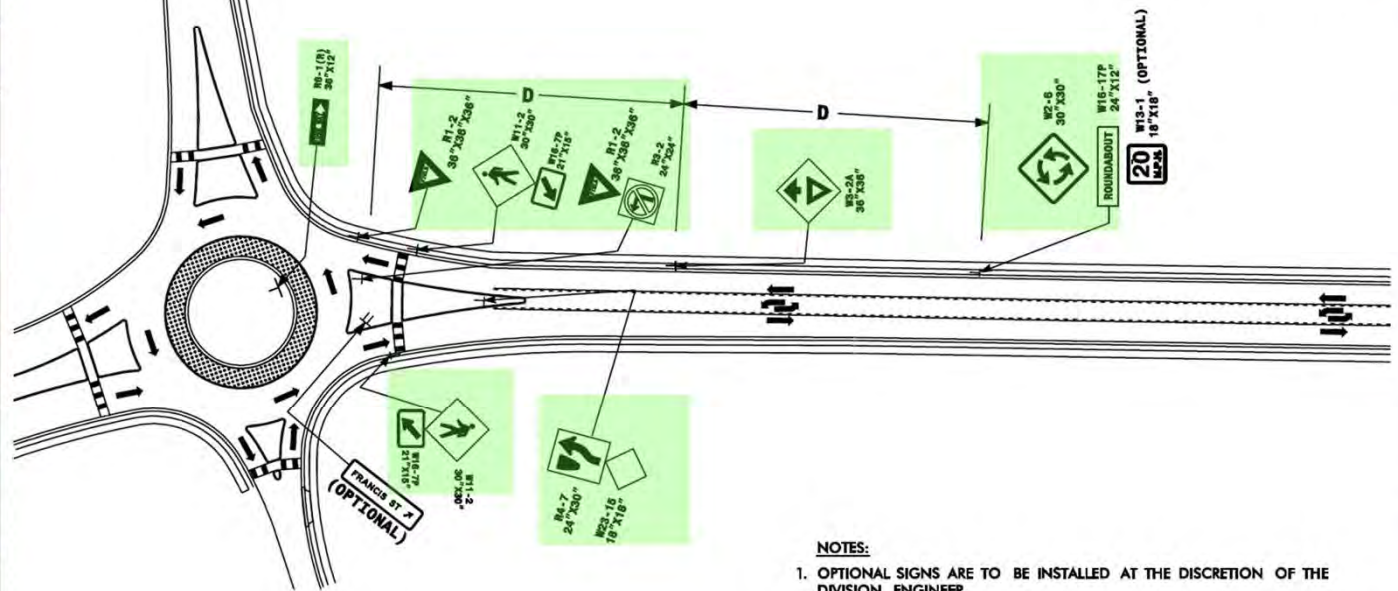 R6-1(R)
36"X12"
D
R1-2
36"X36"X36"
W11-2
30"X30"
W16-7P
21"X15"
R1-2
36"X36"X36"
R3-2
24"X24"
D
W3-2A
36"X36"
W2-6
30"X30"
W16-17P
24"X12"
ROUNDABOUT
W13-1 (OPTIONAL)
18"X18"
20
M.P.H.
W16-7P
21"X15"
W11-2
30"X30"
R4-7
24"X30"
W23-15
18"X18"
FRANCIS ST
(OPTIONAL)
NOTES:
1. OPTIONAL SIGNS ARE TO BE INSTALLED AT THE DISCRETION OF THE
DIVISION ENGINEER